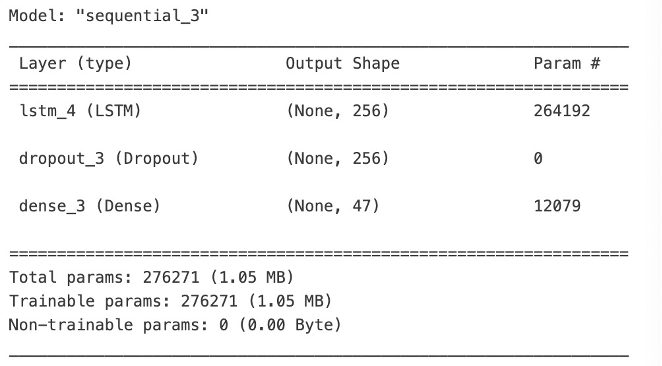 Model: "sequential_3"
Layer (type) Output Shape Param #
=================================================================
lstm_4 (LSTM) (None, 256) 264192
dropout_3 (Dropout) (None, 256) 0
dense_3 (Dense) (None, 47) 12079
=================================================================
Total params: 276271 (1.05 MB)
Trainable params: 276271 (1.05 MB)
Non-trainable params: 0 (0.00 Byte)